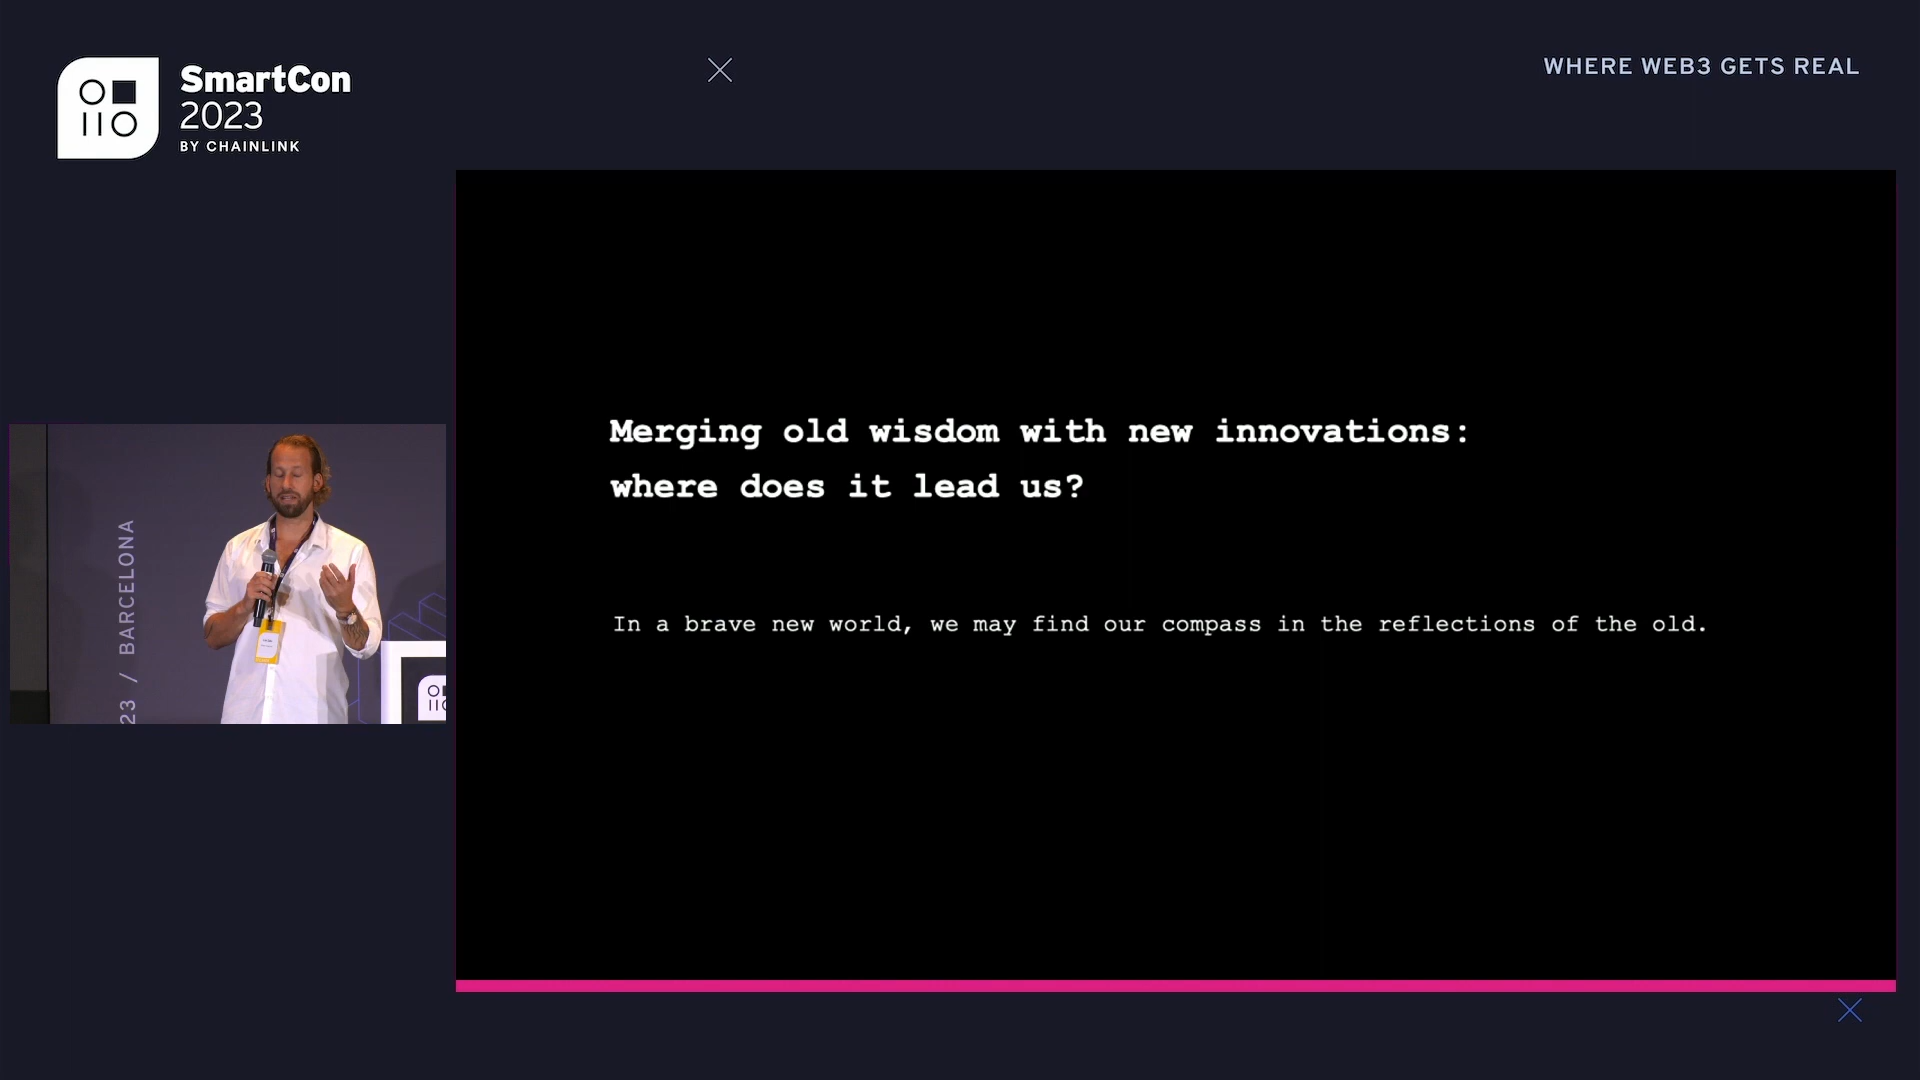 SmartCon
2023
BY CHAINLINK
WHERE WEB3 GETS REAL
Merging old wisdom with new innovations:
where does it lead us?
In a brave new world, we may find our compass in the reflections of the old.
23 / BARCELONA